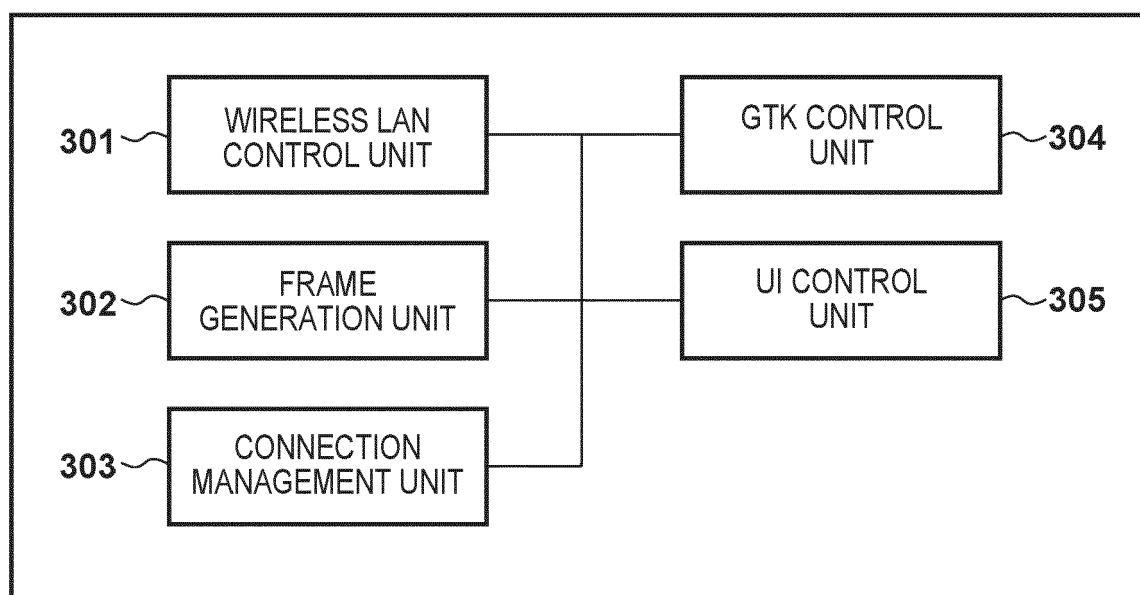 301
WIRELESS LAN
CONTROL UNIT
GTK CONTROL
UNIT
304
302
FRAME
GENERATION UNIT
UI CONTROL
UNIT
305
303
CONNECTION
MANAGEMENT UNIT